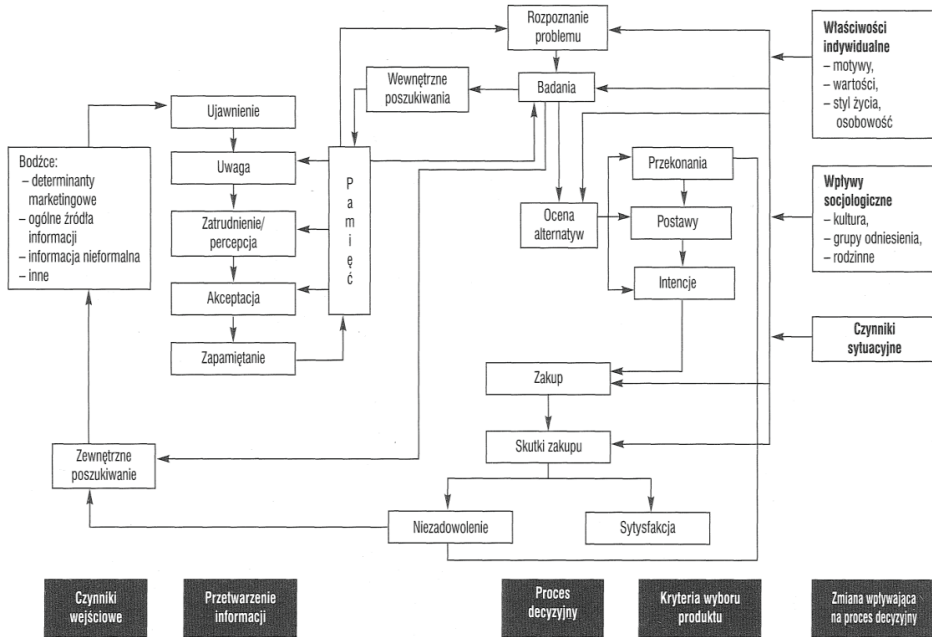 Rozpoznanie
problemu
Wewnętrzne
poszukiwania
Badania
Ujawnienie
Uwaga
Zatrudnienie/
percepcja
Akceptacja
Zapamiętanie
Bodźce:
– determinanty
marketingowe
– ogólne źródła
informacji
– informacja nieformalna
– inne
P
a
m
i
ę
ć
Ocena
alternatyw
Przekonania
Postawy
Intencje
Właściwości
indywidualne
– motywy,
– wartości,
– styl życia,
osobowość
Wpływy
socjologiczne
– kultura,
– grupy odniesienia,
– rodzinne
Czynniki
sytuacyjne
Zakup
Skutki zakupu
Zewnętrzne
poszukiwanie
Niezadowolenie
Sytysfakcja
Czynniki
wejściowe
Przetwarzenie
informacji
Proces
decyzyjny
Kryteria wyboru
produktu
Zmiana wpływająca
na proces decyzyjny